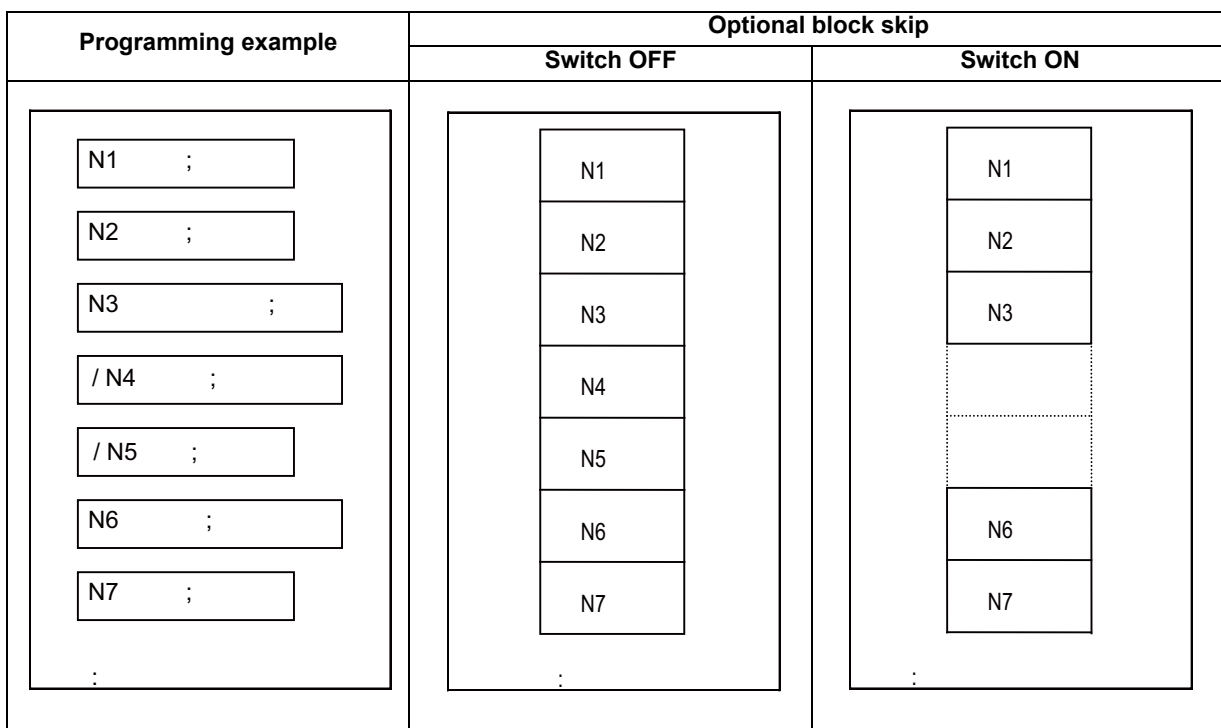 Programming example
Optional block skip
Switch OFF
Switch ON
N1 ;
N2 ;
N3 ;
/ N4 ;
/ N5 ;
N6 ;
N7 ;
:
N1
N2
N3
N4
N5
N6
N7
:
N1
N2
N3
N6
N7
: